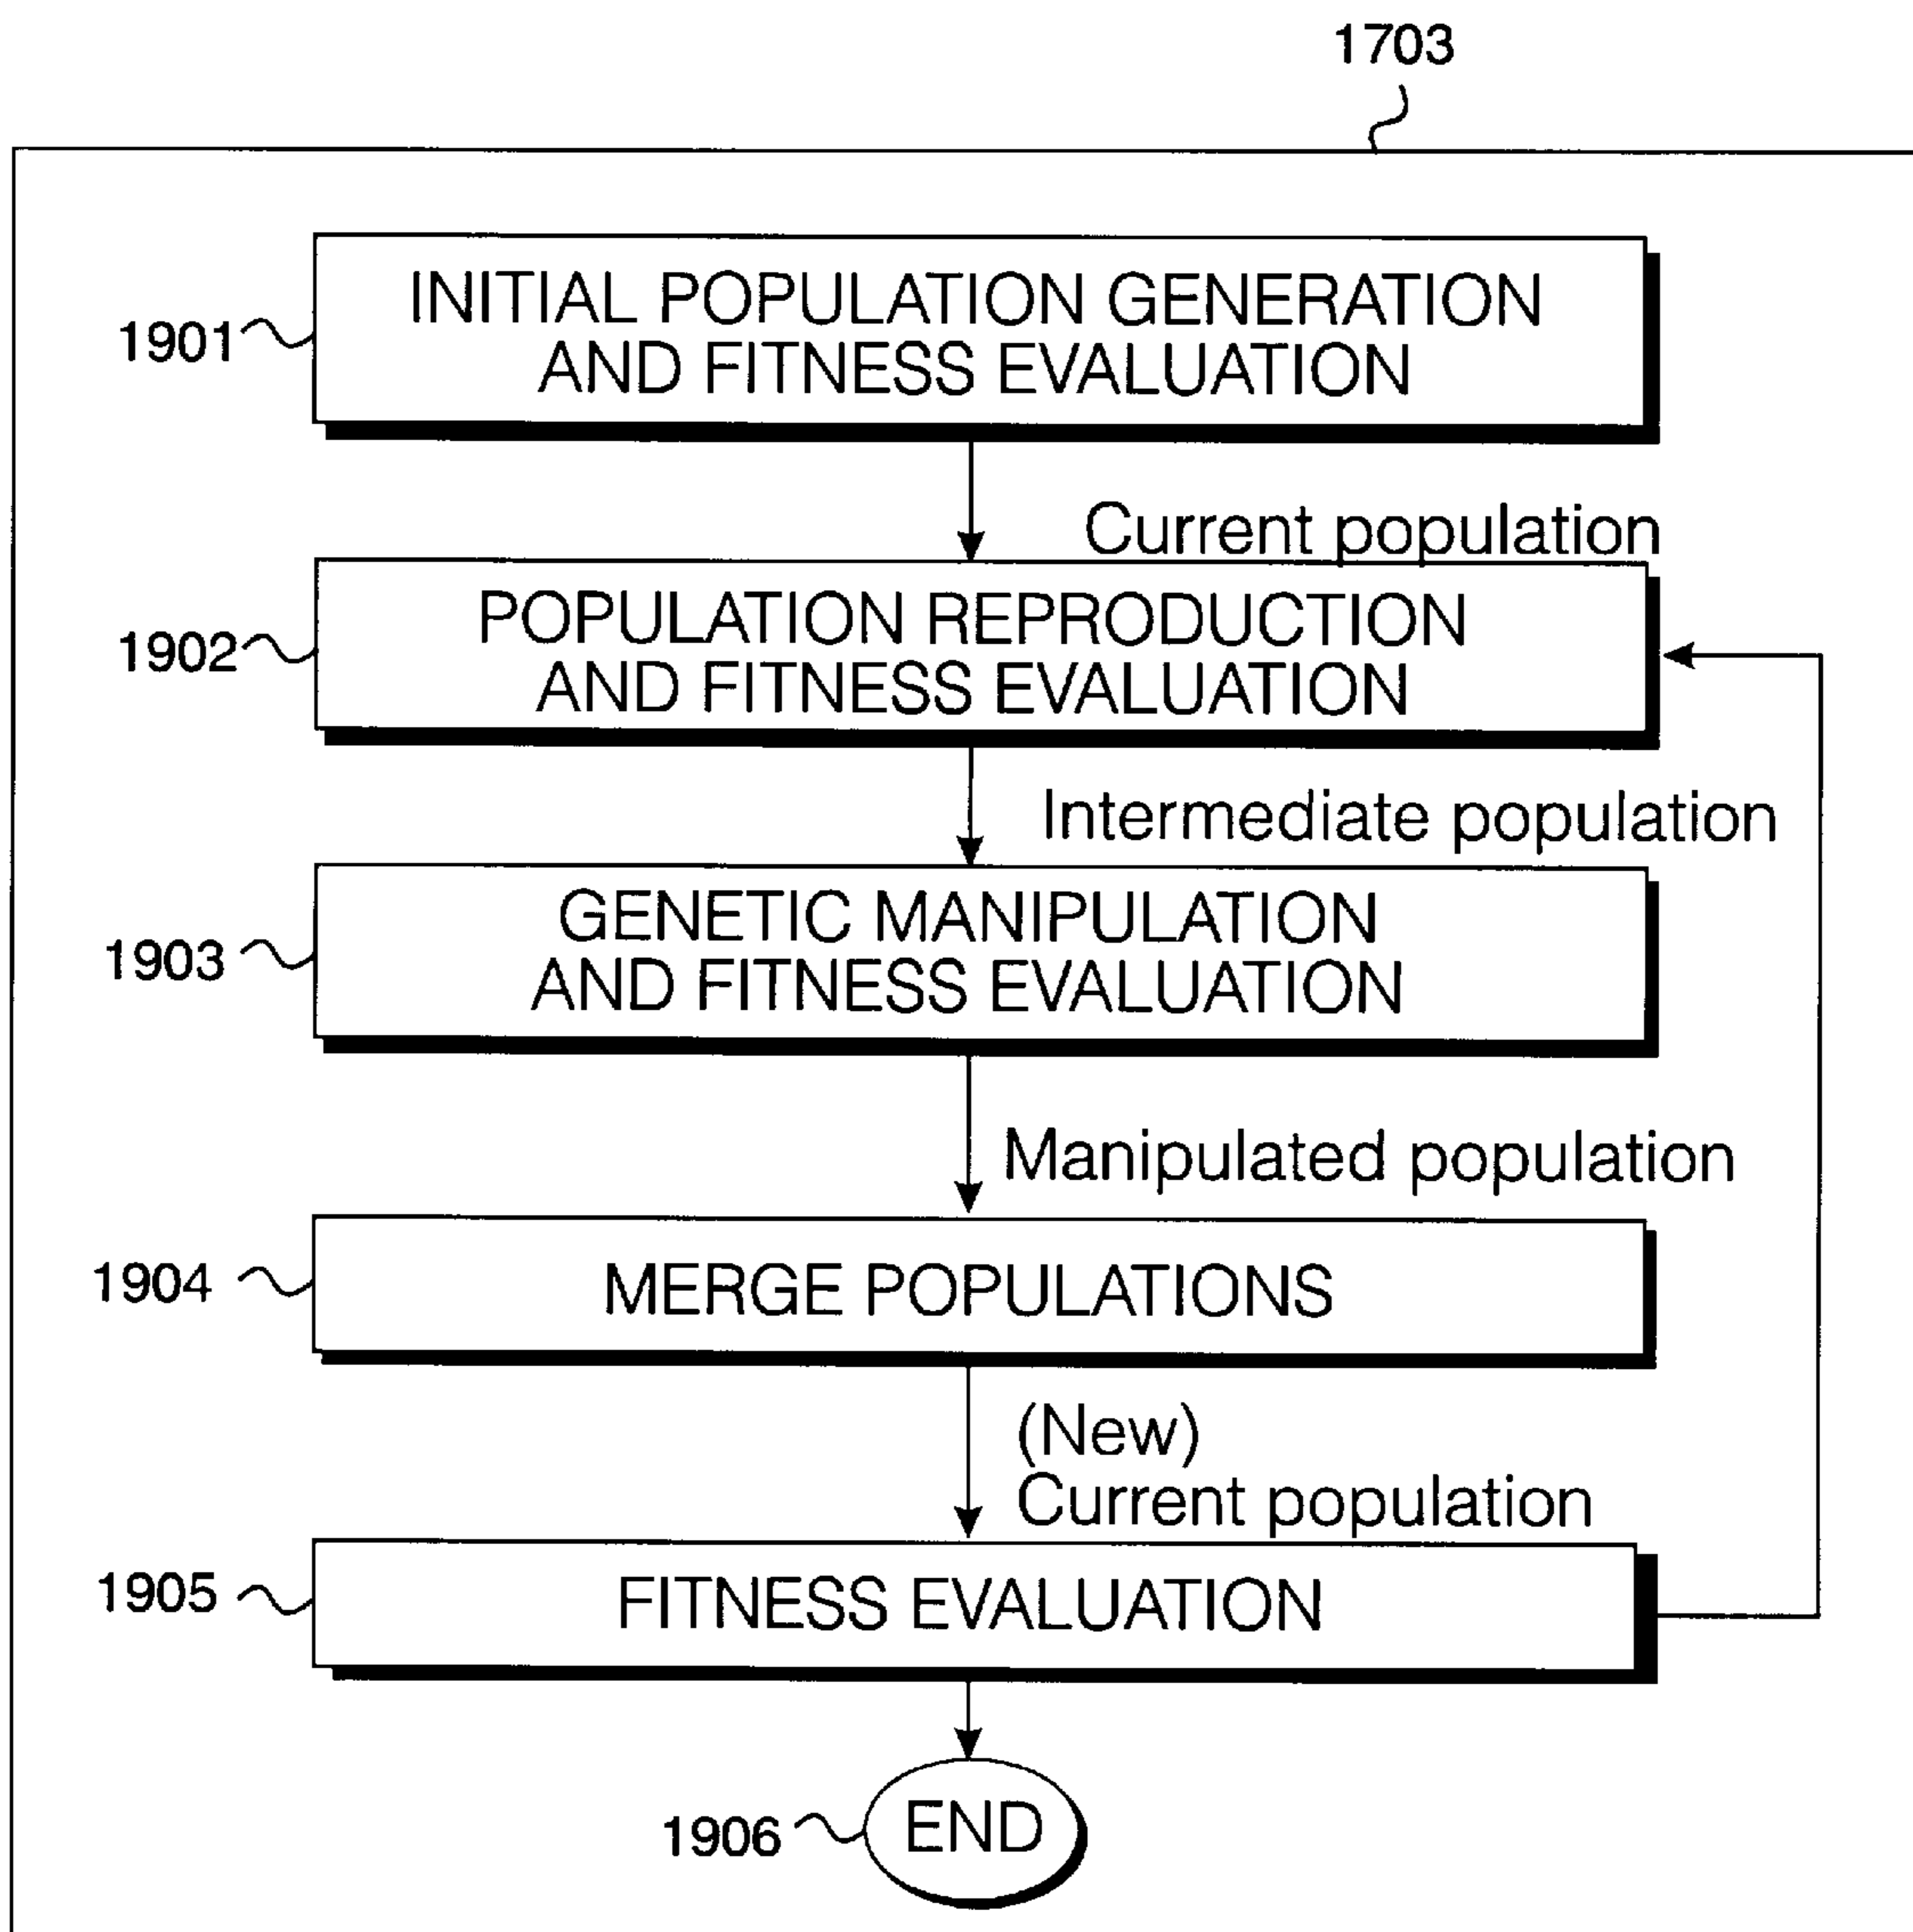 1703
1901
INITIAL POPULATION GENERATION
AND FITNESS EVALUATION
Current population
1902
POPULATION REPRODUCTION
AND FITNESS EVALUATION
Intermediate population
1903
GENETIC MANIPULATION
AND FITNESS EVALUATION
Manipulated population
1904
MERGE POPULATIONS
(New)
Current population
1905
FITNESS EVALUATION
1906
END